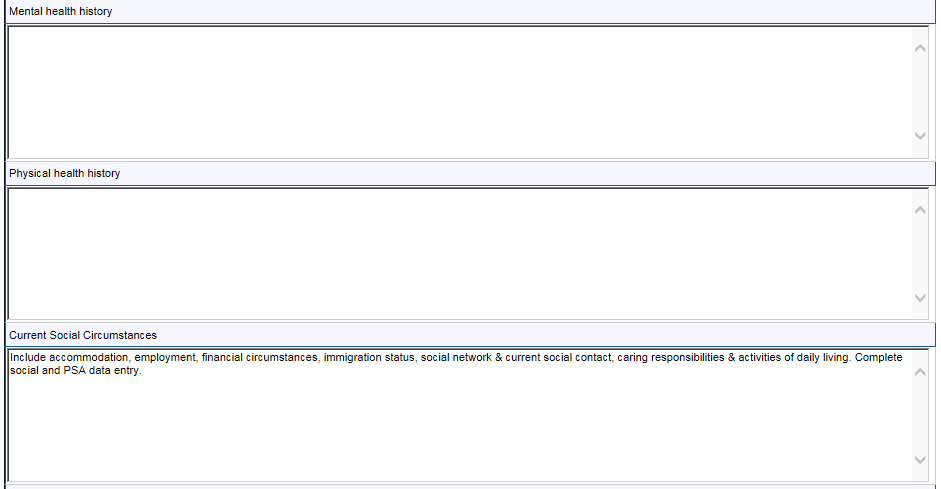 Mental health history
Physical health history
Current Social Circumstances
Include accommodation, employment, financial circumstances, immigration status, social network & current social contact, caring responsibilities & activities of daily living. Complete
social and PSA data entry.